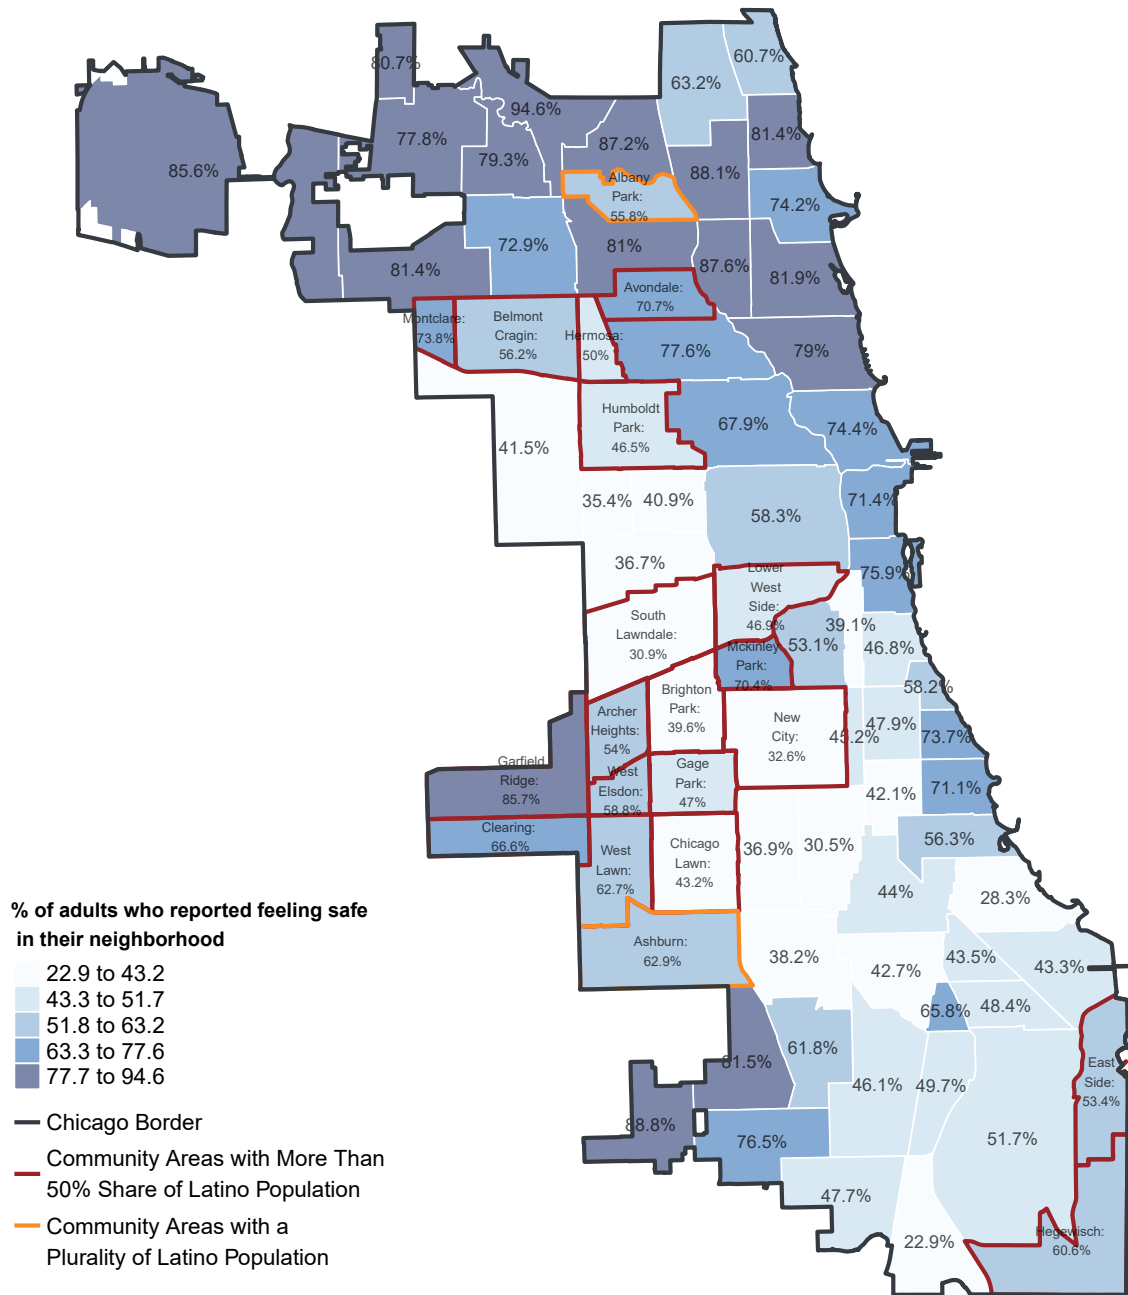 60.7%
80.7%
63.2%
94.6%
77.8%
81.4%
87.2%
79.3%
85.6%
88.1%
Albany
Park:
55.8%
74.2%
72.9%
81%
87.6%
81.4%
81.9%
Avondale:
70.7%
Montclare:
73.8%
Belmont
Cragin:
56.2%
Hermosa:
50%
77.6%
79%
Humboldt
Park:
46.5%
67.9%
74.4%
41.5%
35.4%
40.9%
71.4%
58.3%
36.7%
75.9%
Lower
West
Side:
46.9%
South
Lawndale:
30.9%
39.1%
53.1%
46.8%
Mckinley
Park:
70.4%
58.2%
Brighton
Park:
39.6%
Archer
Heights:
54%
New
City:
32.6%
45.2%
47.9%
73.7%
Garfield
Ridge:
85.7%
West
Elsdon:
58.8%
Gage
Park:
47%
42.1%
71.1%
Clearing:
66.6%
West
Lawn:
62.7%
Chicago
Lawn:
43.2%
36.9%
30.5%
56.3%
44%
28.3%
Ashburn:
62.9%
38.2%
42.7%
43.5%
43.3%
65.8%
48.4%
81.5%
61.8%
46.1%
49.7%
East
Side:
53.4%
88.8%
76.5%
51.7%
47.7%
22.9%
Hegewisch:
60.6%
% of adults who reported feeling safe
in their neighborhood
22.9 to 43.2
43.3 to 51.7
51.8 to 63.2
63.3 to 77.6
77.7 to 94.6
Chicago Border
Community Areas with More Than
50% Share of Latino Population
Community Areas with a
Plurality of Latino Population